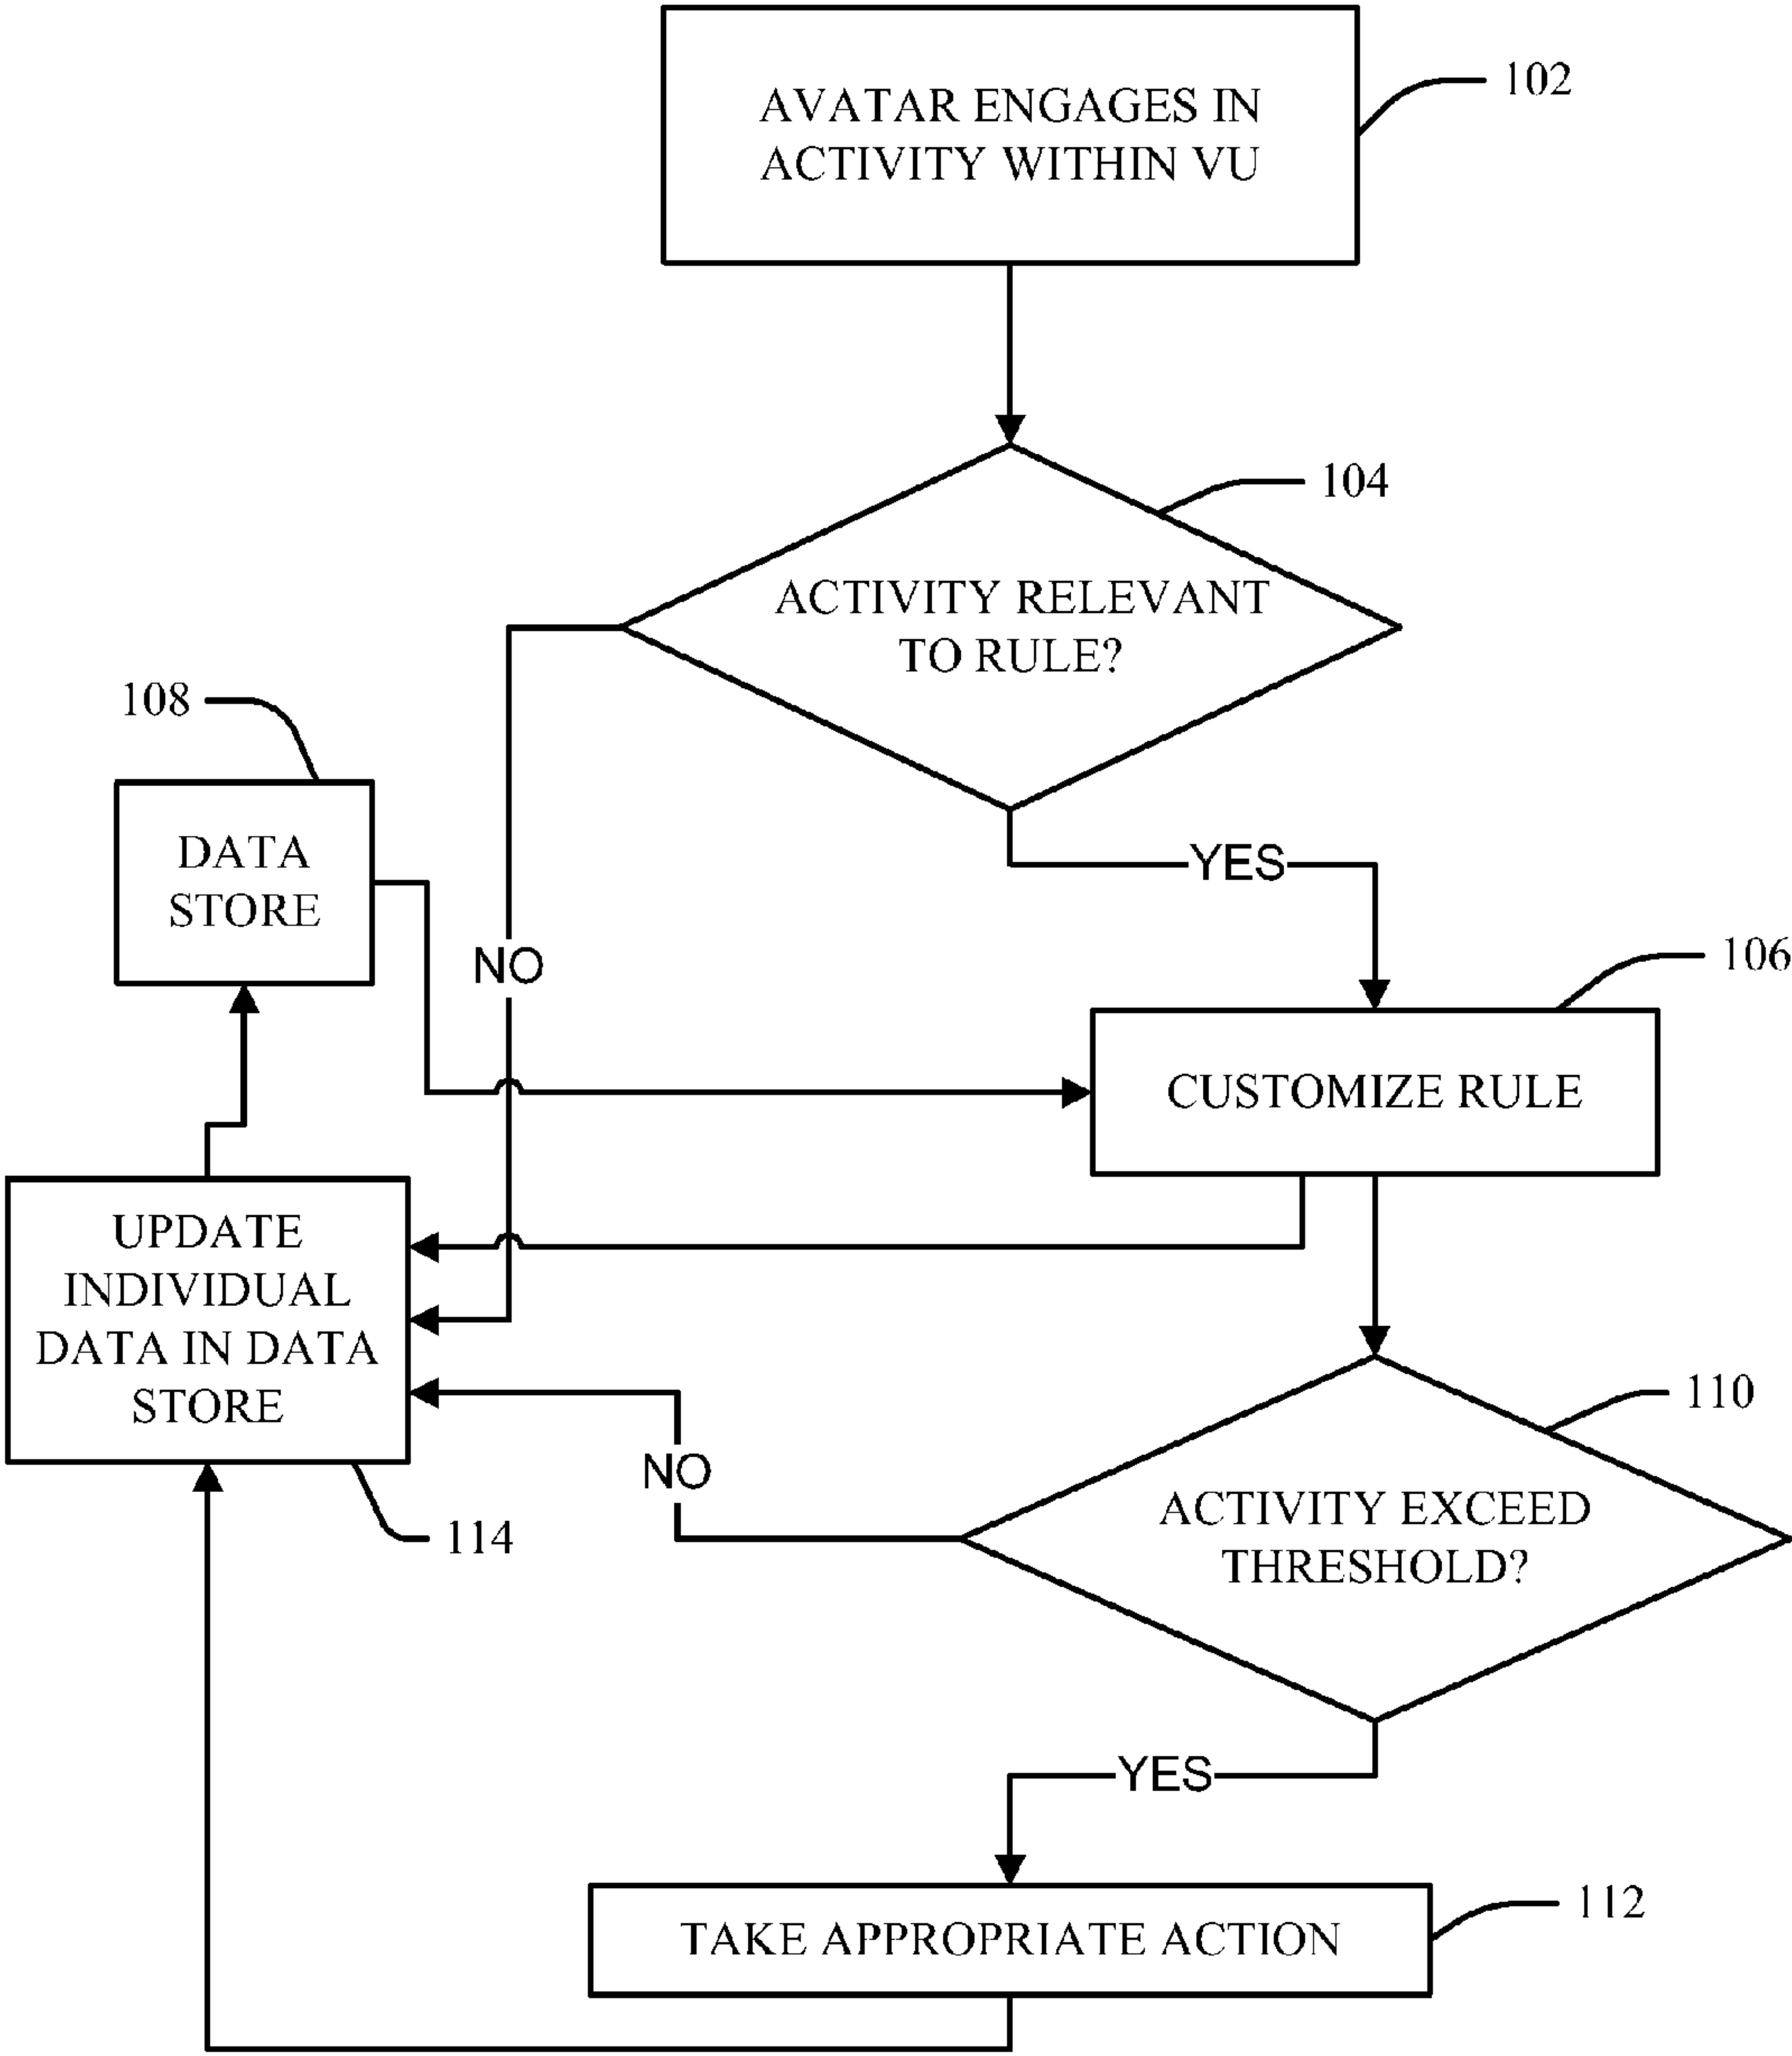 AVATAR ENGAGES IN
ACTIVITY WITHIN VU
102
104
ACTIVITY RELEVANT
TO RULE?
108
DATA
STORE
YES
NO
106
CUSTOMIZE RULE
UPDATE
INDIVIDUAL
DATA IN DATA
STORE
114
NO
110
ACTIVITY EXCEED
THRESHOLD?
YES
112
TAKE APPROPRIATE ACTION